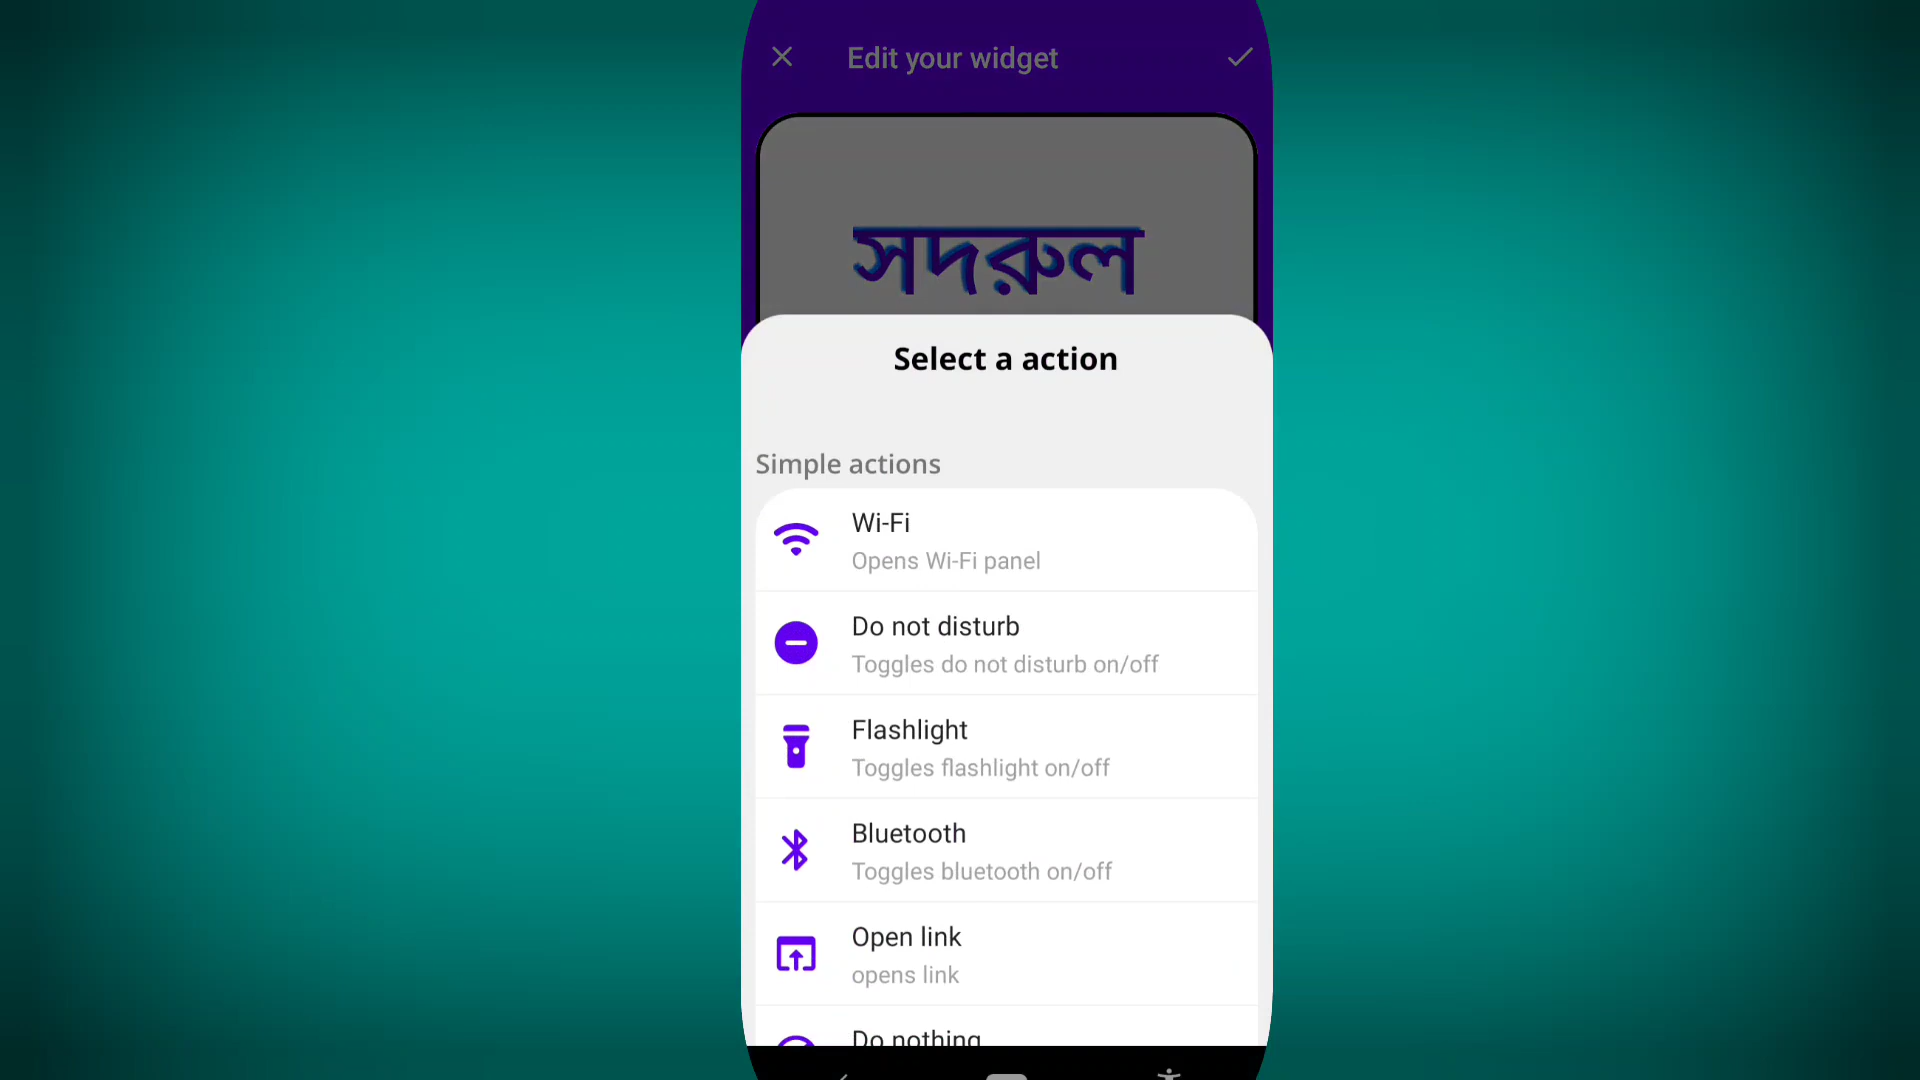 Edit your widget
সদরুল
Select a action
Simple actions
Wi-Fi
Opens Wi-Fi panel
Do not disturb
Toggles do not disturb on/off
Flashlight
Toggles flashlight on/off
Bluetooth
Toggles bluetooth on/off
Open link
opens link
Do nothing